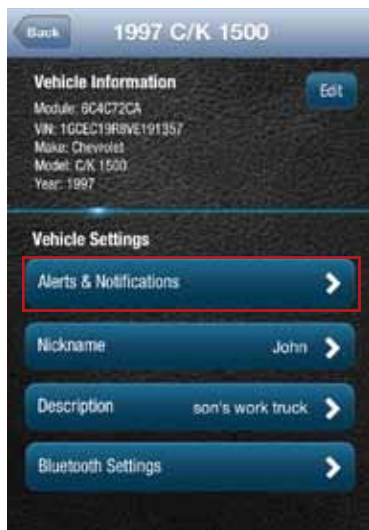 Back
1997 C/K 1500
Vehicle Information
Edit
Module: 6C4C72CA
VIN: 1GCEC19R8VE191357
Make: Chevrolet
Model: C/K 1500
Year: 1997
Vehicle Settings
Alerts & Notifications
Nickname John
Description son's work truck
Bluetooth Settings